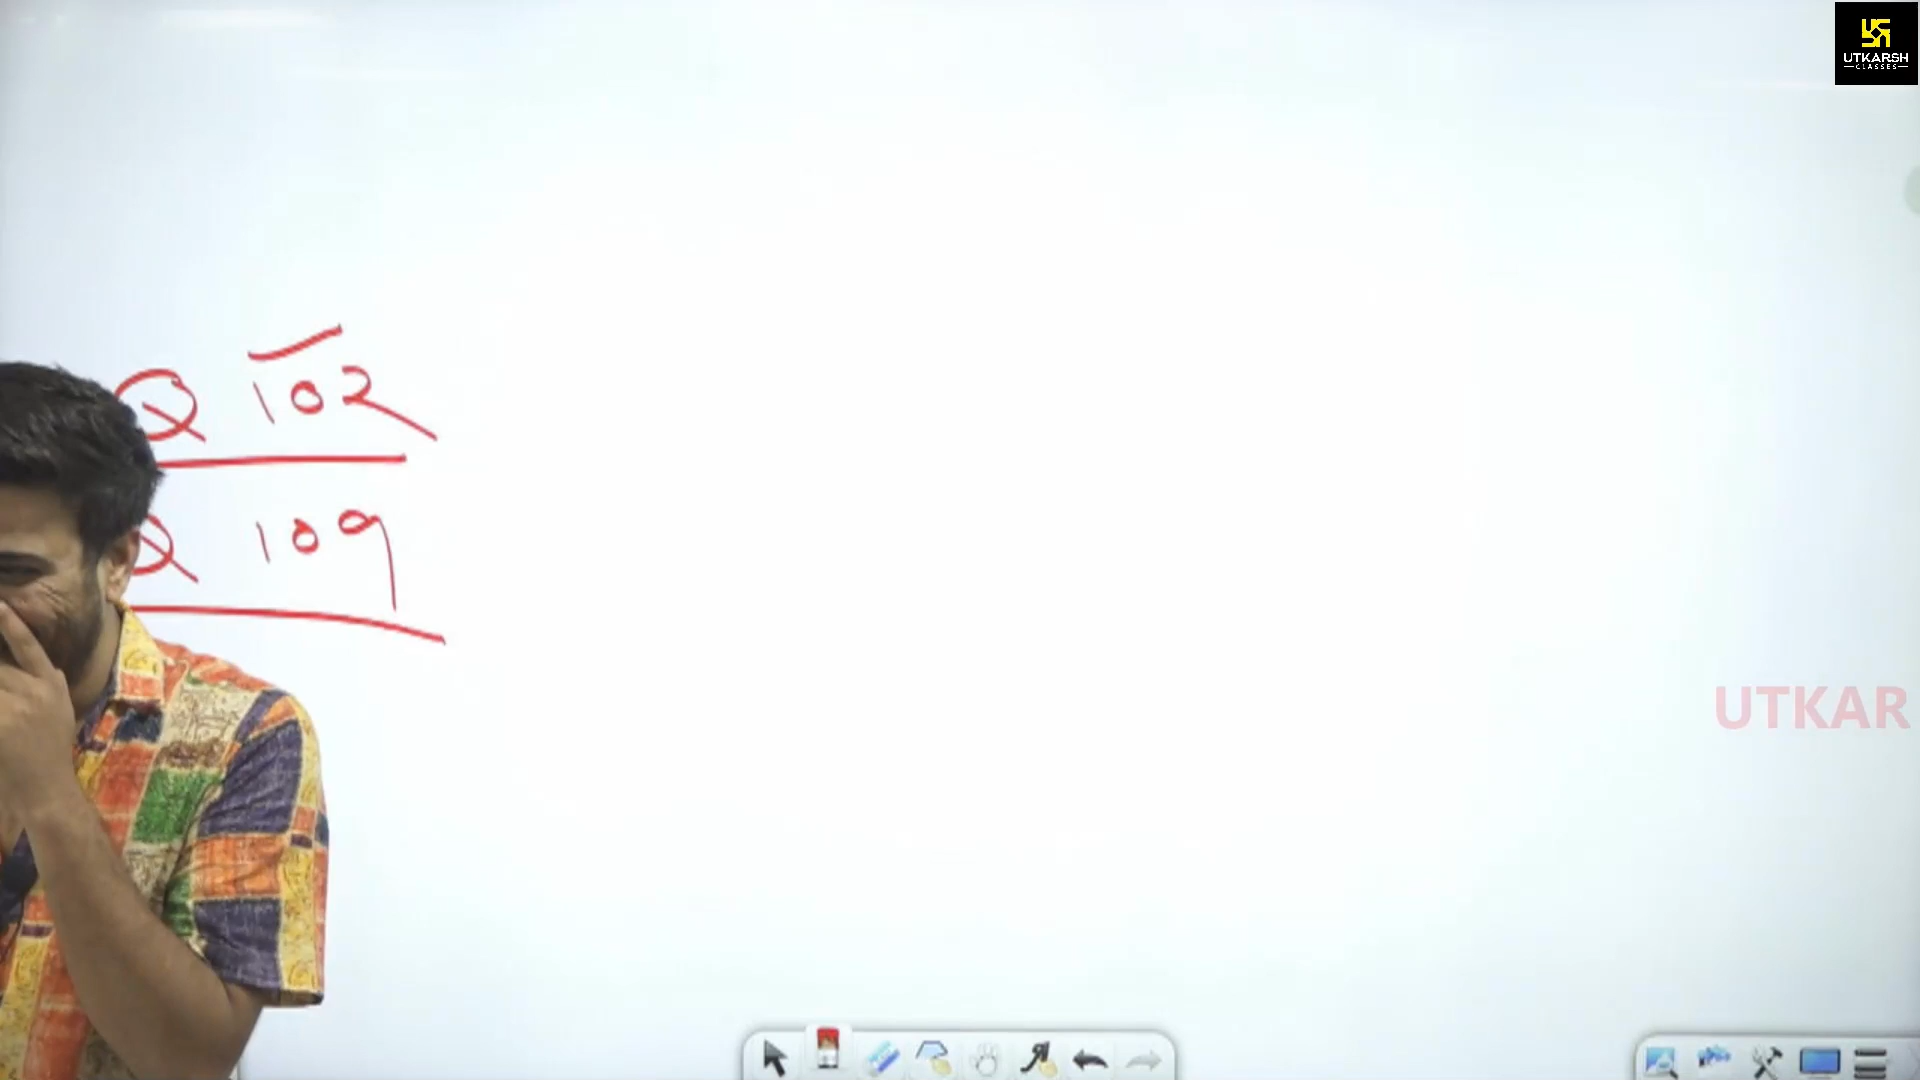 UTKARSH
CLASSES
Q 102
Q 109
UTKAR